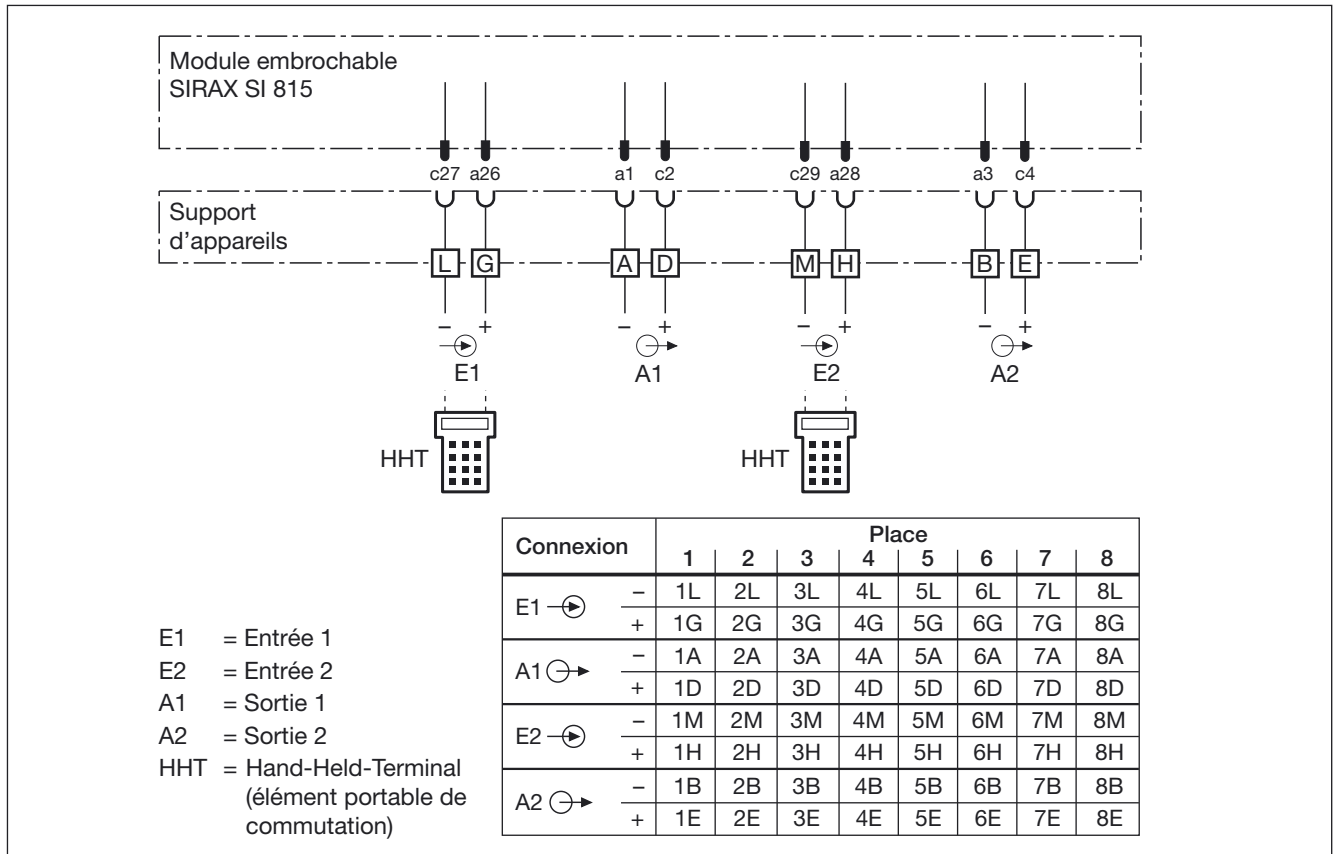 Module embrochable
SIRAX SI 815
c27 a26 a1 c2 c29 a28 a3 c4
Support
d'appareils
L G A D M H B E
– + – + – + – +
E1 A1 E2 A2
HHT HHT
Connexion Place
1 2 3 4 5 6 7 8
E1 – 1L 2L 3L 4L 5L 6L 7L 8L
+ 1G 2G 3G 4G 5G 6G 7G 8G
A1 – 1A 2A 3A 4A 5A 6A 7A 8A
+ 1D 2D 3D 4D 5D 6D 7D 8D
E2 – 1M 2M 3M 4M 5M 6M 7M 8M
+ 1H 2H 3H 4H 5H 6H 7H 8H
A2 – 1B 2B 3B 4B 5B 6B 7B 8B
+ 1E 2E 3E 4E 5E 6E 7E 8E
E1 = Entrée 1
E2 = Entrée 2
A1 = Sortie 1
A2 = Sortie 2
HHT = Hand-Held-Terminal
(élément portable de
commutation)